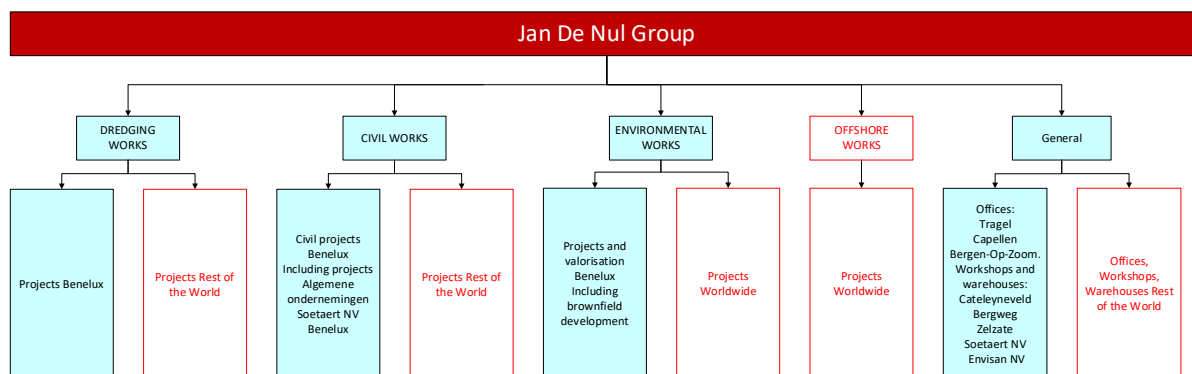 Jan De Nul Group
DREDGING
WORKS
CIVIL WORKS
ENVIRONMENTAL
WORKS
OFFSHORE
WORKS
General
Projects Benelux
Projects Rest of
the World
Civil projects
Benelux
Including projects
Algemene
ondernemingen
Soetaert NV
Benelux
Projects Rest of
the World
Projects and
valorisation
Benelux
Including
brownfield
development
Projects
Worldwide
Projects
Worldwide
Offices:
Tragel
Capellen
Bergen-Op-Zoom.
Workshops and
warehouses:
Cateleyneveld
Bergweg
Zelzate
Soetaert NV
Envisan NV
Offices,
Workshops,
Warehouses Rest
of the World